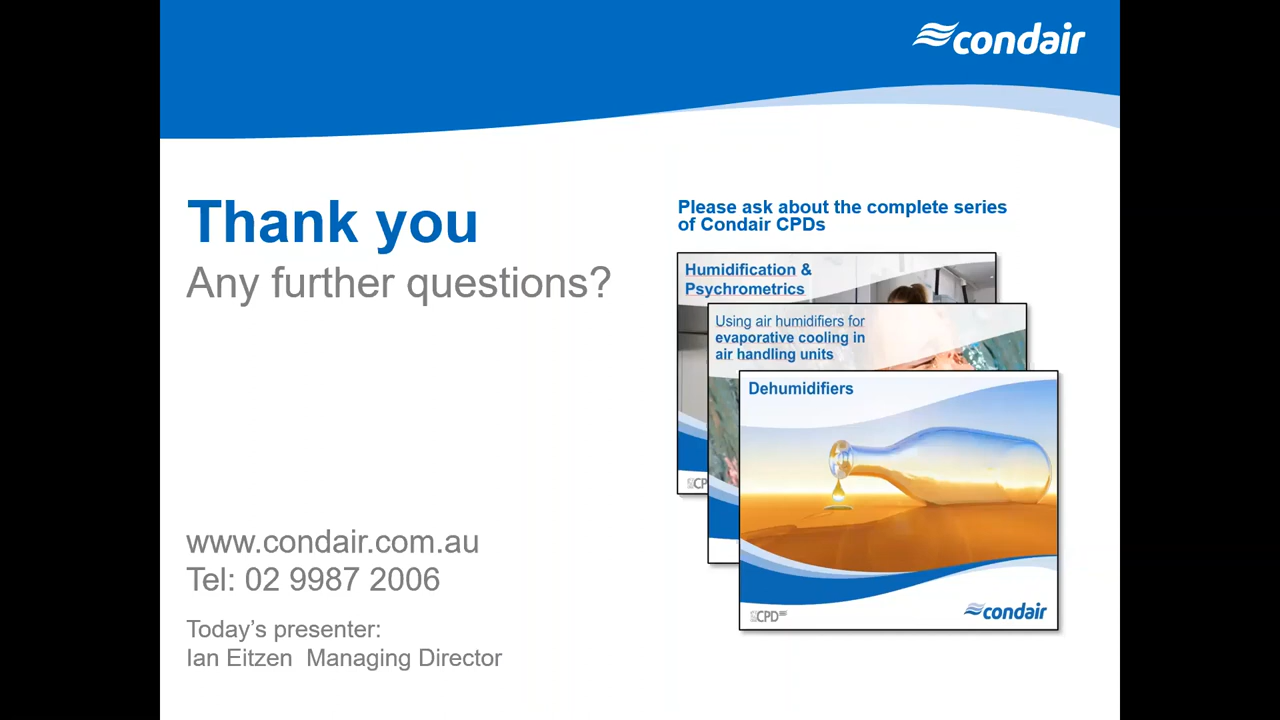 condair
Thank you
Any further questions?
Please ask about the complete series
of Condair CPDs
Humidification &
Psychrometrics
Using air humidifiers for
evaporative cooling in
air handling units
Dehumidifiers
CP
CPD
condair
www.condair.com.au
Tel: 02 9987 2006
Today's presenter:
Ian Eitzen  Managing Director